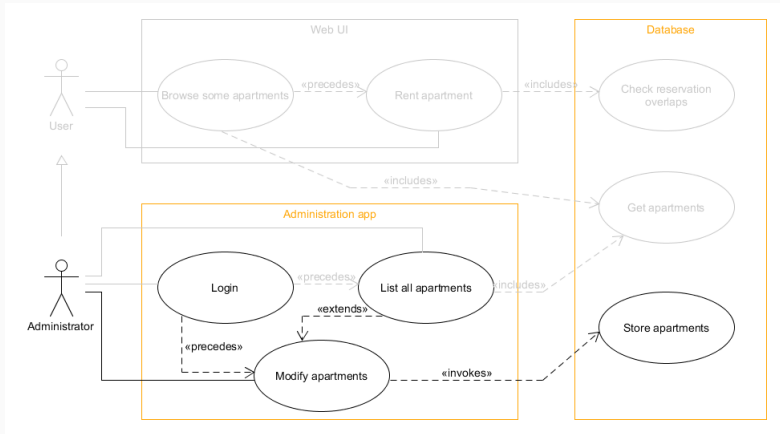 Web UI
Database
Browse some apartments
«precedes»
Rent apartment
«includes»
Check reservation
overlaps
User
«includes»
Get apartments
Administration app
Login
«precedes»
List all apartments
«includes»
Administrator
«extends»
Store apartments
«precedes»
Modify apartments
«invokes»